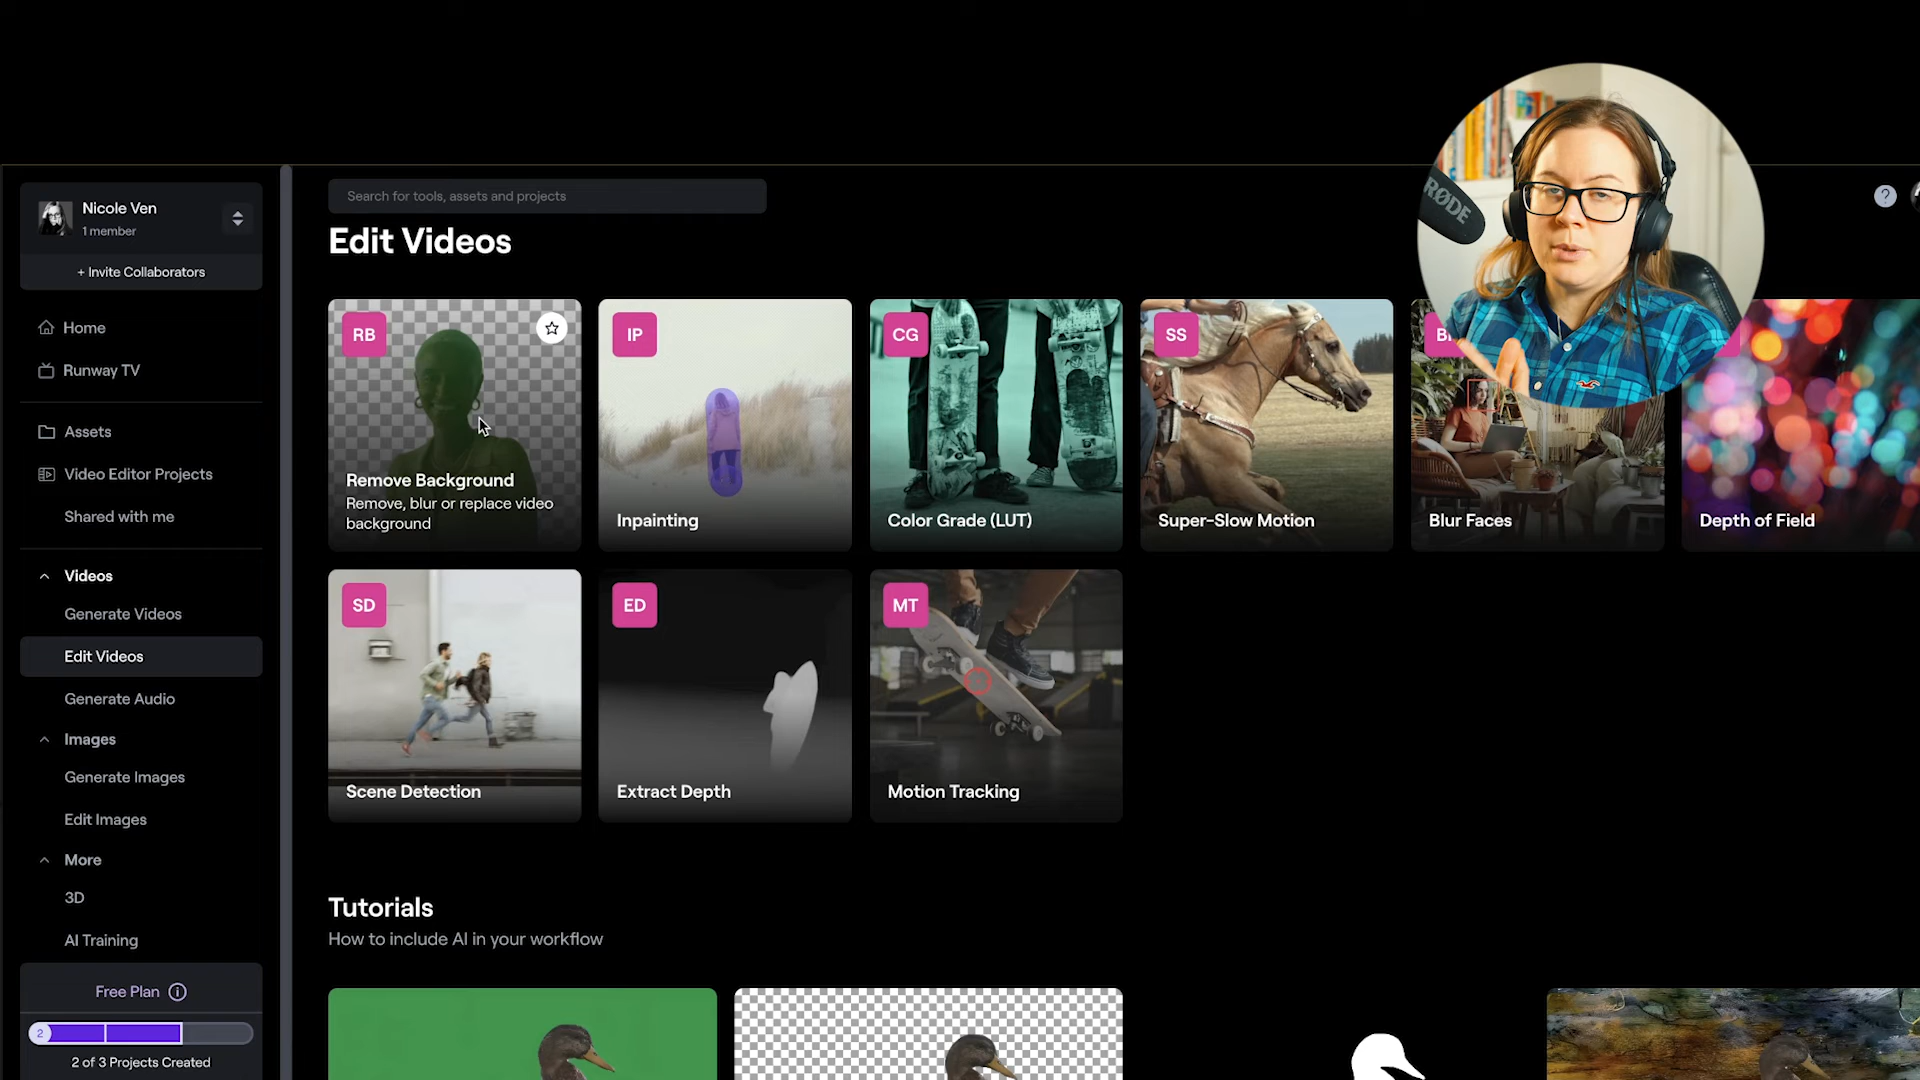 Nicole Ven
1 member
+ Invite Collaborators
Home
Runway TV
Assets
Video Editor Projects
Shared with me
Videos
Generate Videos
Edit Videos
Generate Audio
Images
Generate Images
Edit Images
More
3D
AI Training
Free Plan
2
2 of 3 Projects Created
Search for tools, assets and projects
?
RØDE
Edit Videos
RB
Remove Background
Remove, blur or replace video
background
IP
Inpainting
CG
Color Grade (LUT)
SS
Super-Slow Motion
Blur Faces
Depth of Field
SD
Scene Detection
ED
Extract Depth
MT
Motion Tracking
Tutorials
How to include AI in your workflow